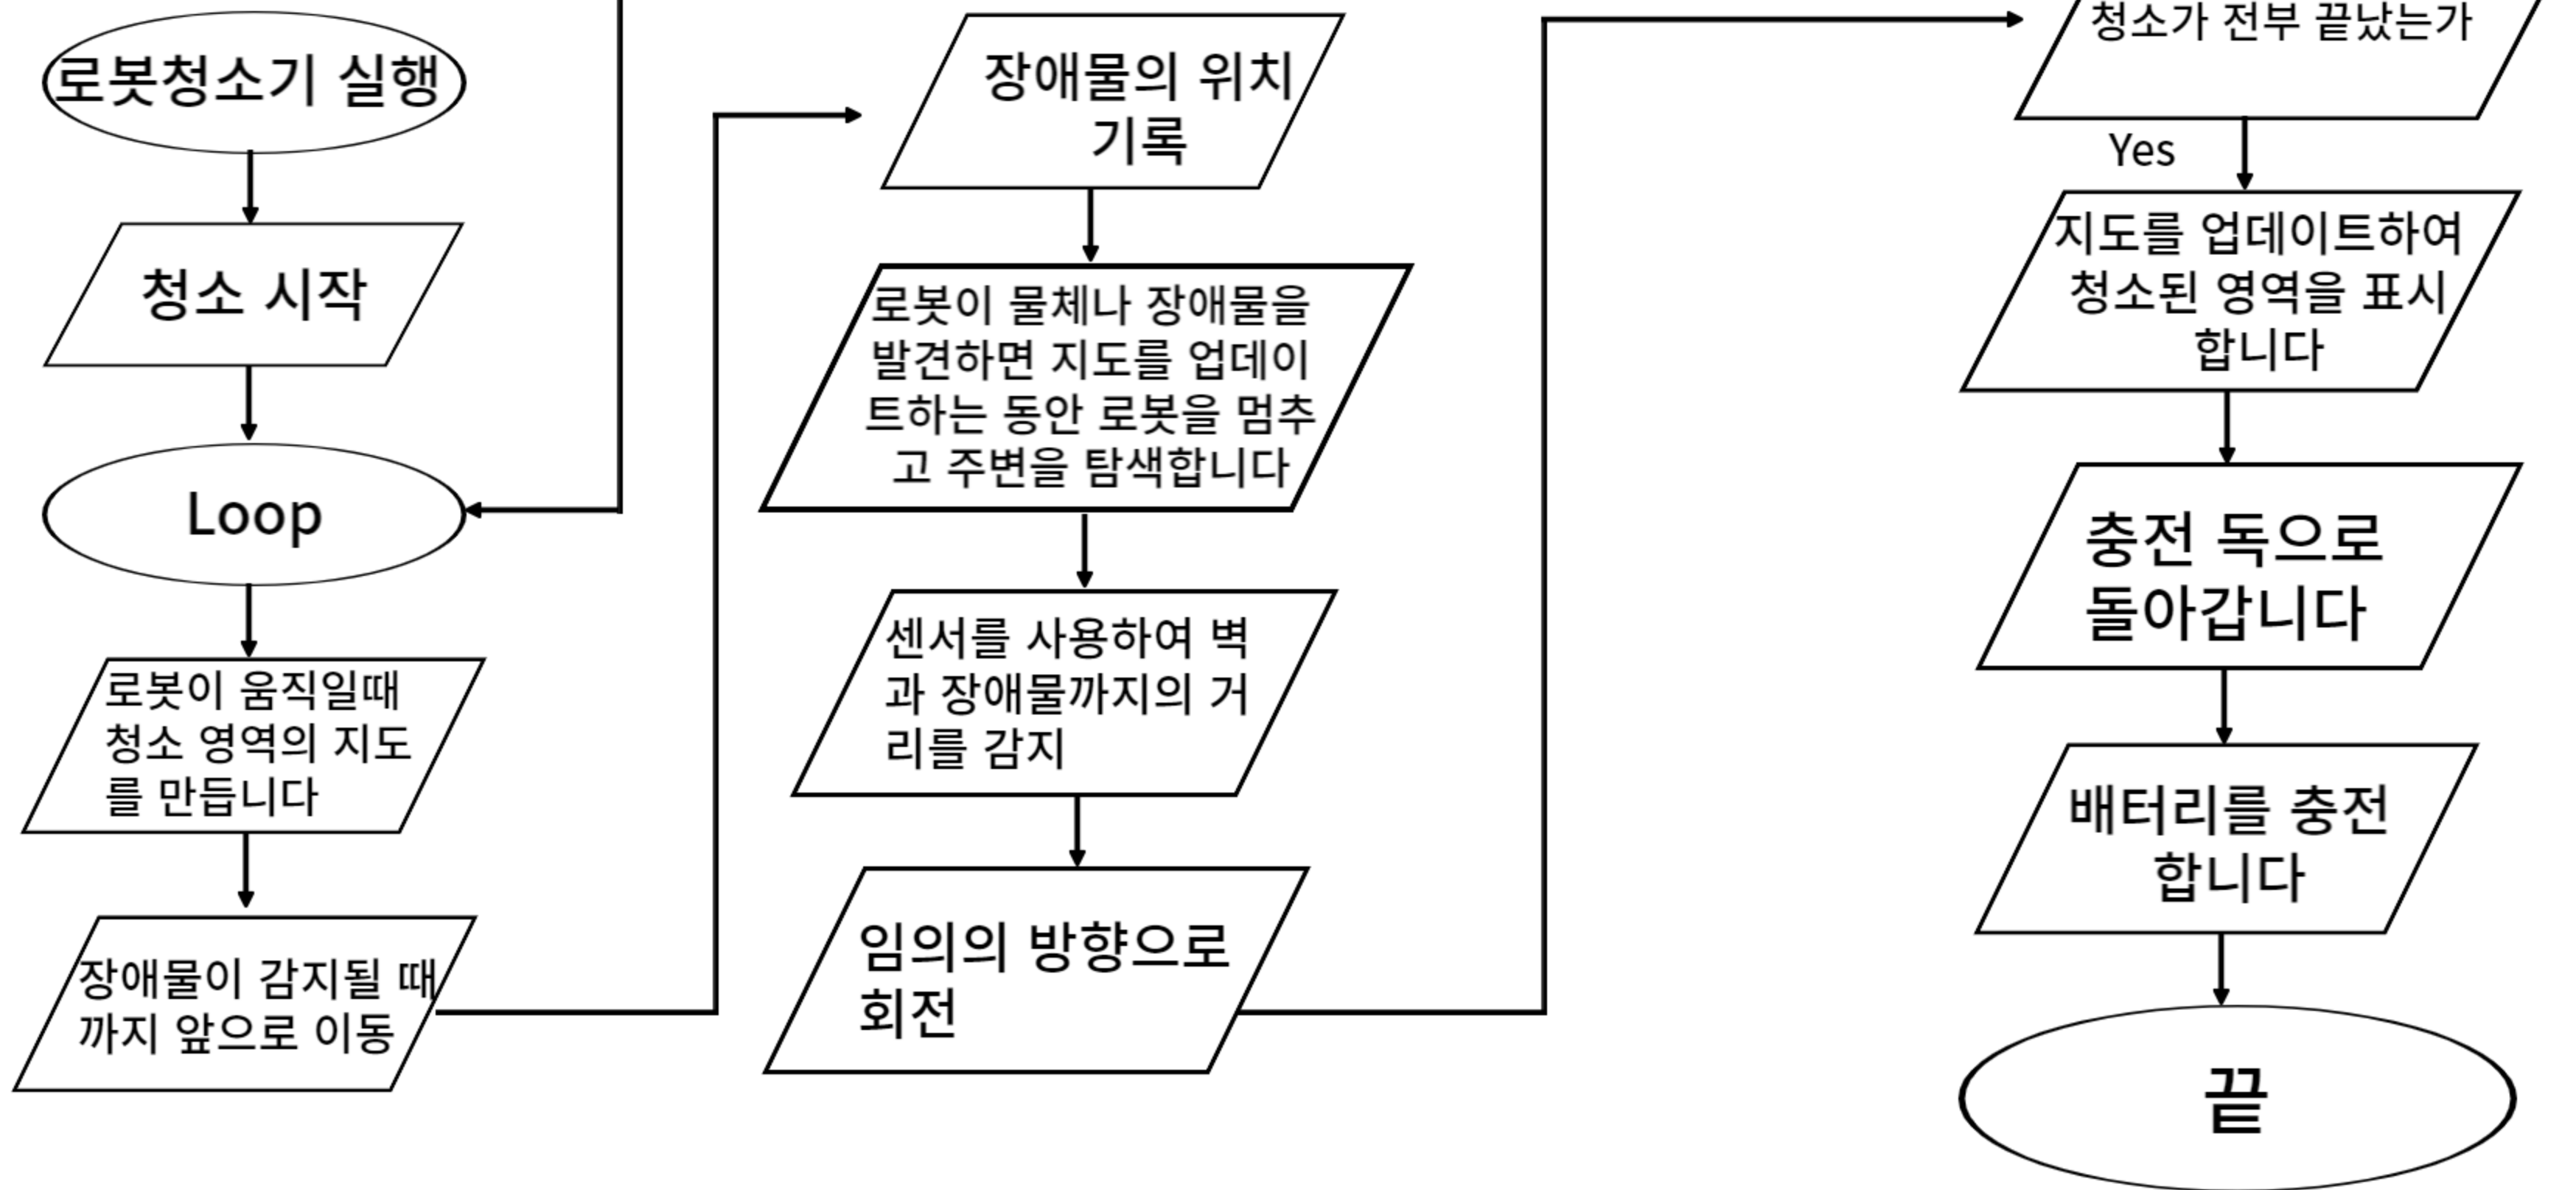 로봇청소기 실행
청소 시작
Loop
로봇이 움직일때
청소 영역의 지도
를 만듭니다
장애물이 감지될 때
까지 앞으로 이동
장애물의 위치
기록
로봇이 물체나 장애물을
발견하면 지도를 업데이
트하는 동안 로봇을 멈추
고 주변을 탐색합니다
센서를 사용하여 벽
과 장애물까지의 거
리를 감지
임의의 방향으로
회전
청소가 전부 끝났는가
Yes
지도를 업데이트하여
청소된 영역을 표시
합니다
충전 독으로
돌아갑니다
배터리를 충전
합니다
끝